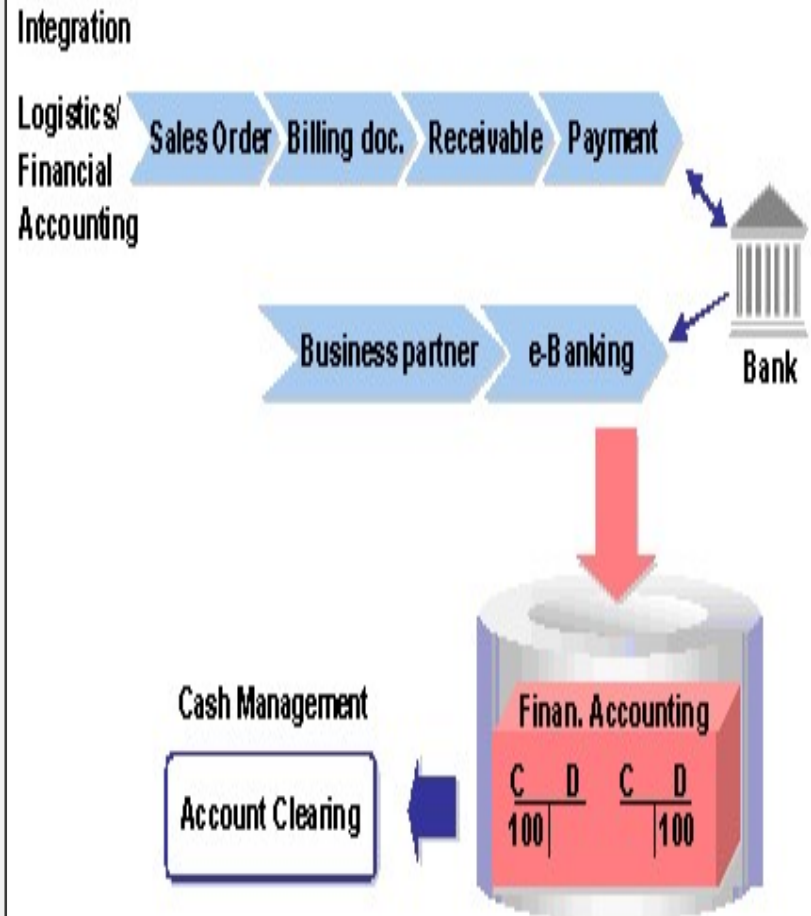 Integration
Logistics/
Financial
Accounting
Sales Order Billing doc. Receivable Payment
Bank
Business partner e-Banking
Cash Management
Account Clearing
Finan. Accounting
C D C D
100 100